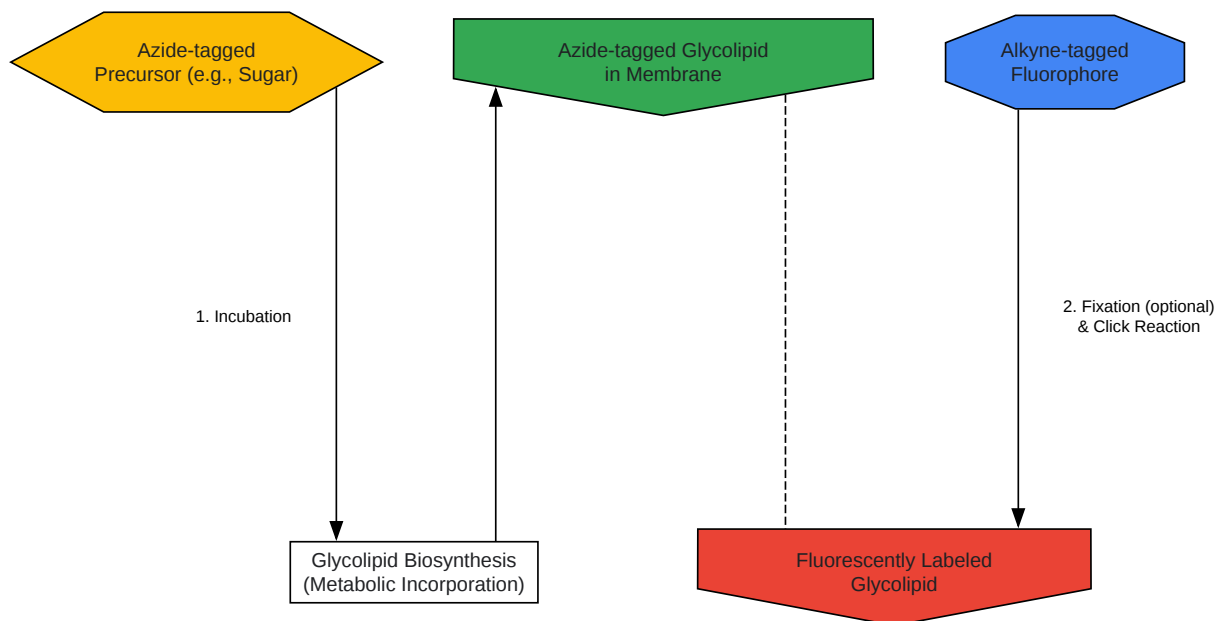 Azide-tagged
Precursor (e.g., Sugar)
Azide-tagged Glycolipid
in Membrane
Alkyne-tagged
Fluorophore
1. Incubation
2. Fixation (optional)
& Click Reaction
Glycolipid Biosynthesis
(Metabolic Incorporation)
Fluorescently Labeled
Glycolipid